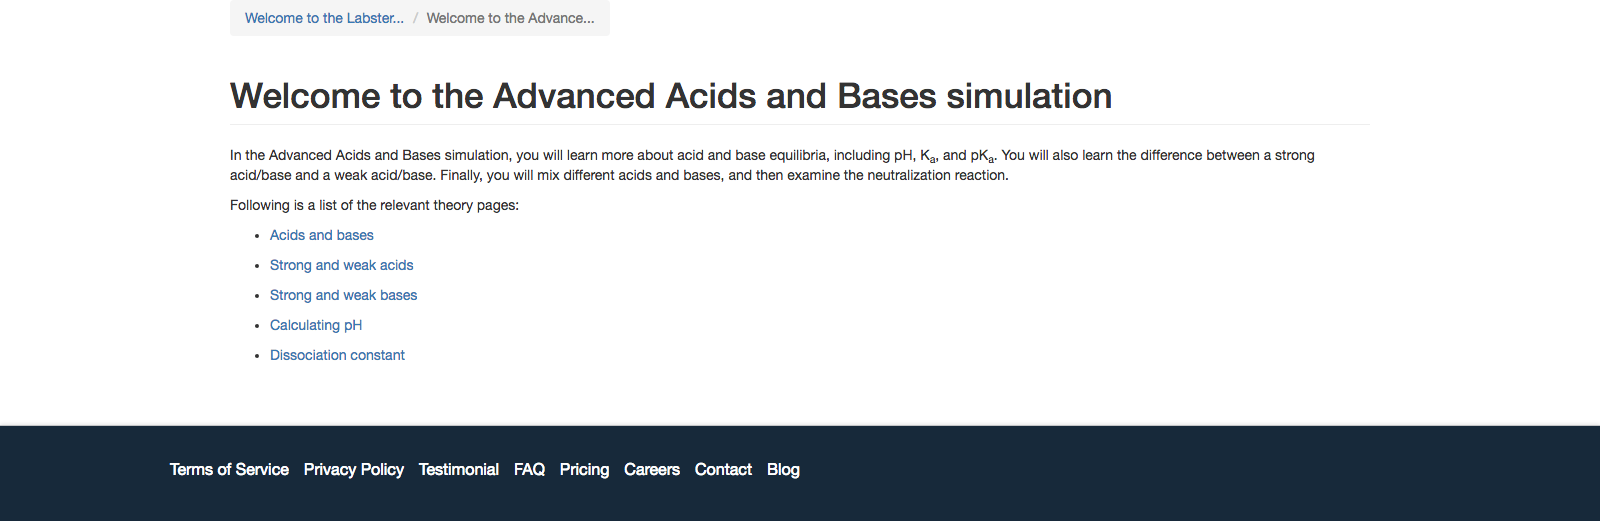 Welcome to the Labster... / Welcome to the Advance...
Welcome to the Advanced Acids and Bases simulation
In the Advanced Acids and Bases simulation, you will learn more about acid and base equilibria, including pH, Ka, and pKa. You will also learn the difference between a strong
acid/base and a weak acid/base. Finally, you will mix different acids and bases, and then examine the neutralization reaction.
Following is a list of the relevant theory pages:
• Acids and bases
• Strong and weak acids
• Strong and weak bases
• Calculating pH
• Dissociation constant
Terms of Service Privacy Policy Testimonial FAQ Pricing Careers Contact Blog